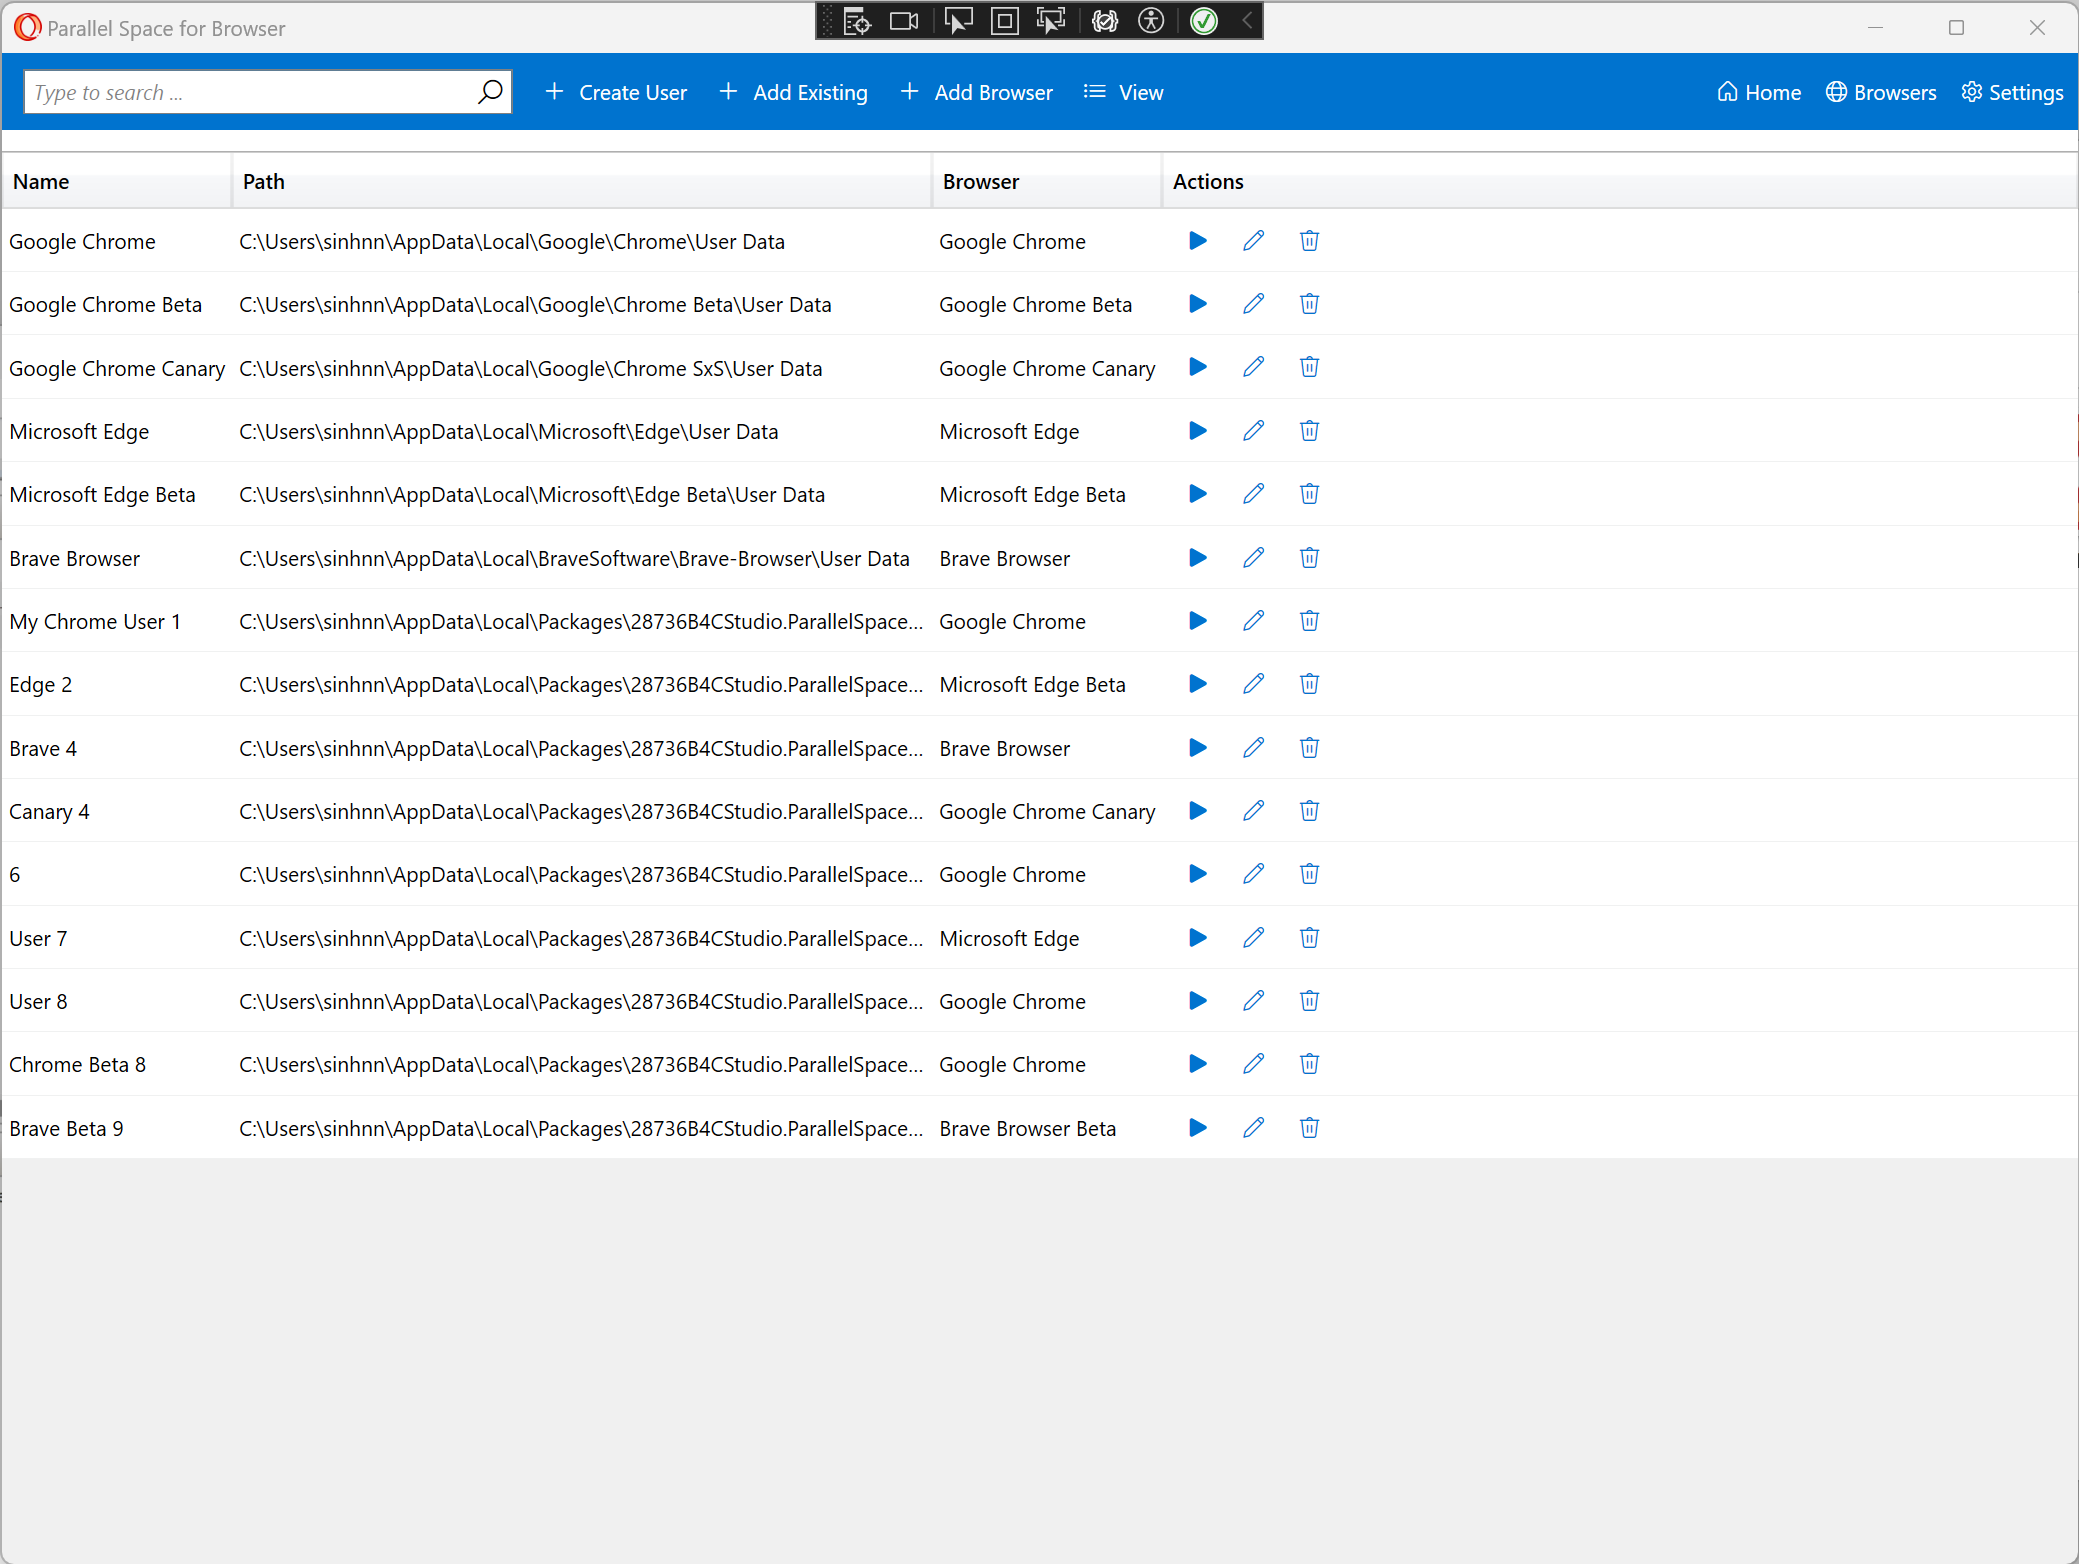 Parallel Space for Browser
Type to search ... Create User Add Existing Add Browser View Home Browsers Settings
Name Path Browser Actions
Google Chrome C:\Users\sinhnn\AppData\Local\Google\Chrome\User Data Google Chrome
Google Chrome Beta C:\Users\sinhnn\AppData\Local\Google\Chrome Beta\User Data Google Chrome Beta
Google Chrome Canary C:\Users\sinhnn\AppData\Local\Google\Chrome SxS\User Data Google Chrome Canary
Microsoft Edge C:\Users\sinhnn\AppData\Local\Microsoft\Edge\User Data Microsoft Edge
Microsoft Edge Beta C:\Users\sinhnn\AppData\Local\Microsoft\Edge Beta\User Data Microsoft Edge Beta
Brave Browser C:\Users\sinhnn\AppData\Local\BraveSoftware\Brave-Browser\User Data Brave Browser
My Chrome User 1 C:\Users\sinhnn\AppData\Local\Packages\28736B4CStudio.ParallelSpace... Google Chrome
Edge 2 C:\Users\sinhnn\AppData\Local\Packages\28736B4CStudio.ParallelSpace... Microsoft Edge Beta
Brave 4 C:\Users\sinhnn\AppData\Local\Packages\28736B4CStudio.ParallelSpace... Brave Browser
Canary 4 C:\Users\sinhnn\AppData\Local\Packages\28736B4CStudio.ParallelSpace... Google Chrome Canary
6 C:\Users\sinhnn\AppData\Local\Packages\28736B4CStudio.ParallelSpace... Google Chrome
User 7 C:\Users\sinhnn\AppData\Local\Packages\28736B4CStudio.ParallelSpace... Microsoft Edge
User 8 C:\Users\sinhnn\AppData\Local\Packages\28736B4CStudio.ParallelSpace... Google Chrome
Chrome Beta 8 C:\Users\sinhnn\AppData\Local\Packages\28736B4CStudio.ParallelSpace... Google Chrome
Brave Beta 9 C:\Users\sinhnn\AppData\Local\Packages\28736B4CStudio.ParallelSpace... Brave Browser Beta